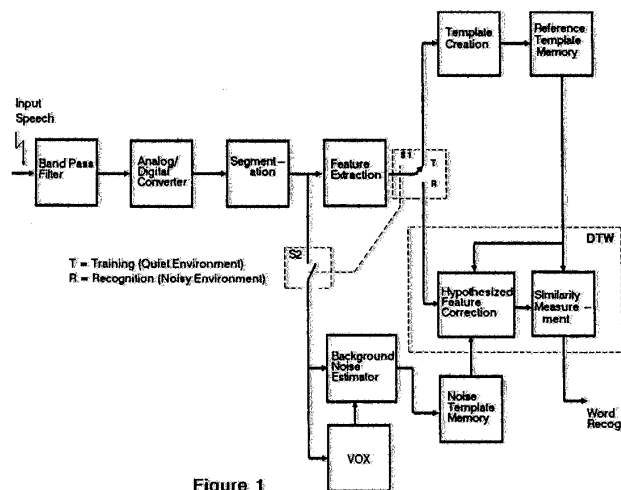 Template
Creation
Reference
Template
Memory
Input
Speech
Band Pass
Filter
Analog/
Digital
Converter
Segment-
ation
Feature
Extraction
S1
T
R
S2
T = Training (Quiet Environment)
R = Recognition (Noisy Environment)
DTW
Hypothesized
Feature
Correction
Similarity
Measure-
ment
Background
Noise
Estimator
Noise
Template
Memory
VOX
Word
Recog
Figure 1